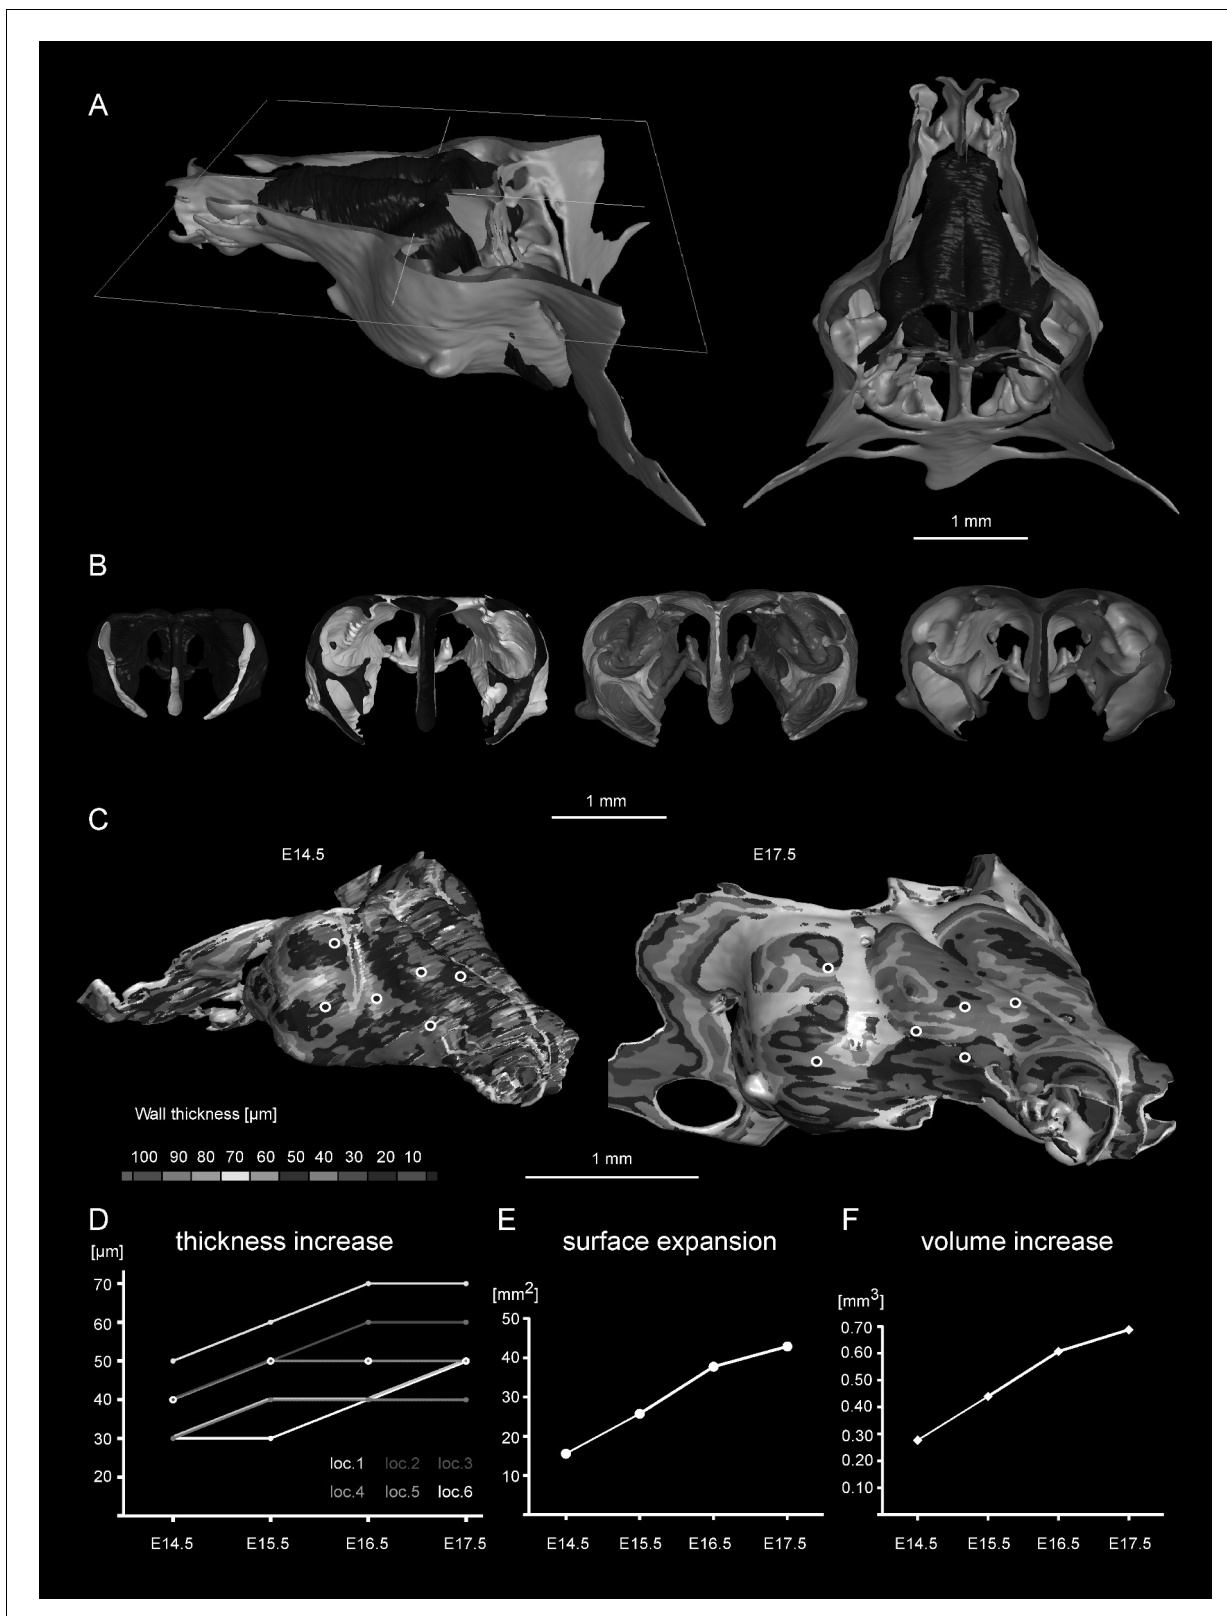 A
1 mm
B
1 mm
C
E14.5
E17.5
Wall thickness [µm]
100 90 80 70 60 50 40 30 20 10
1 mm
D
thickness increase
[µm]
70
60
50
40
30
20
loc.1 loc.2 loc.3
loc.4 loc.5 loc.6
E14.5 E15.5 E16.5 E17.5
E
surface expansion
[mm2]
50
40
30
20
10
E14.5 E15.5 E16.5 E17.5
F
volume increase
[mm3]
0.70
0.60
0.50
0.40
0.30
0.20
0.10
E14.5 E15.5 E16.5 E17.5